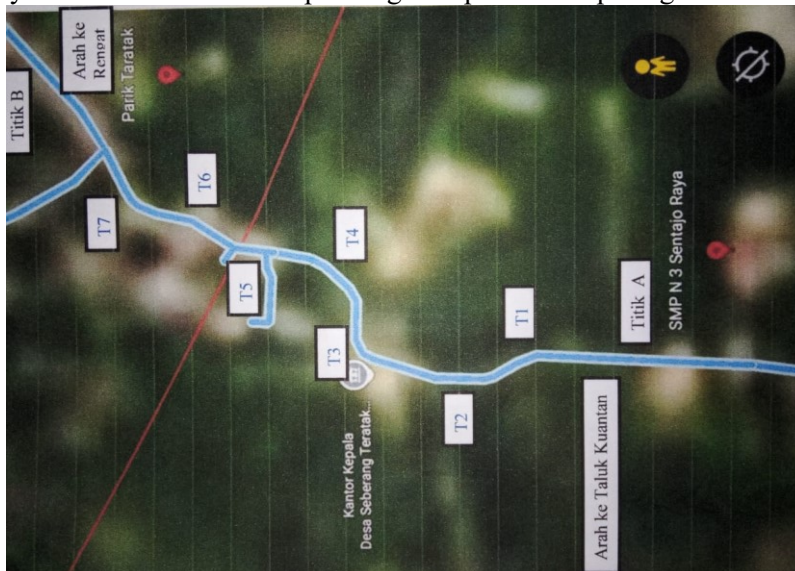 Titik B
Arah ke
Rengat
Parik Taratak
T7
T6
T5
T4
T3
Kantor Kepala
Desa Seberang Teratak...
T2
T1
Titik A
SMP N 3 Sentajo Raya
Arah ke Taluk Kuantan